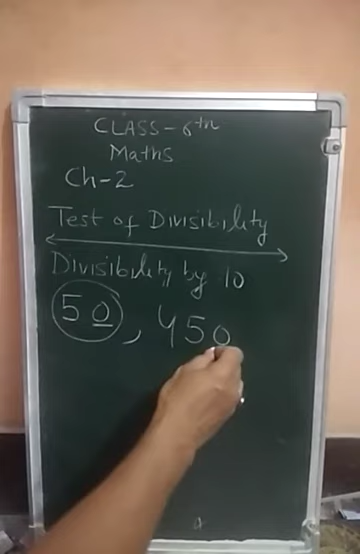 CLASS - 6th
Maths
Ch-2
Test of Divisibility
Divisibility by 10
50, 450